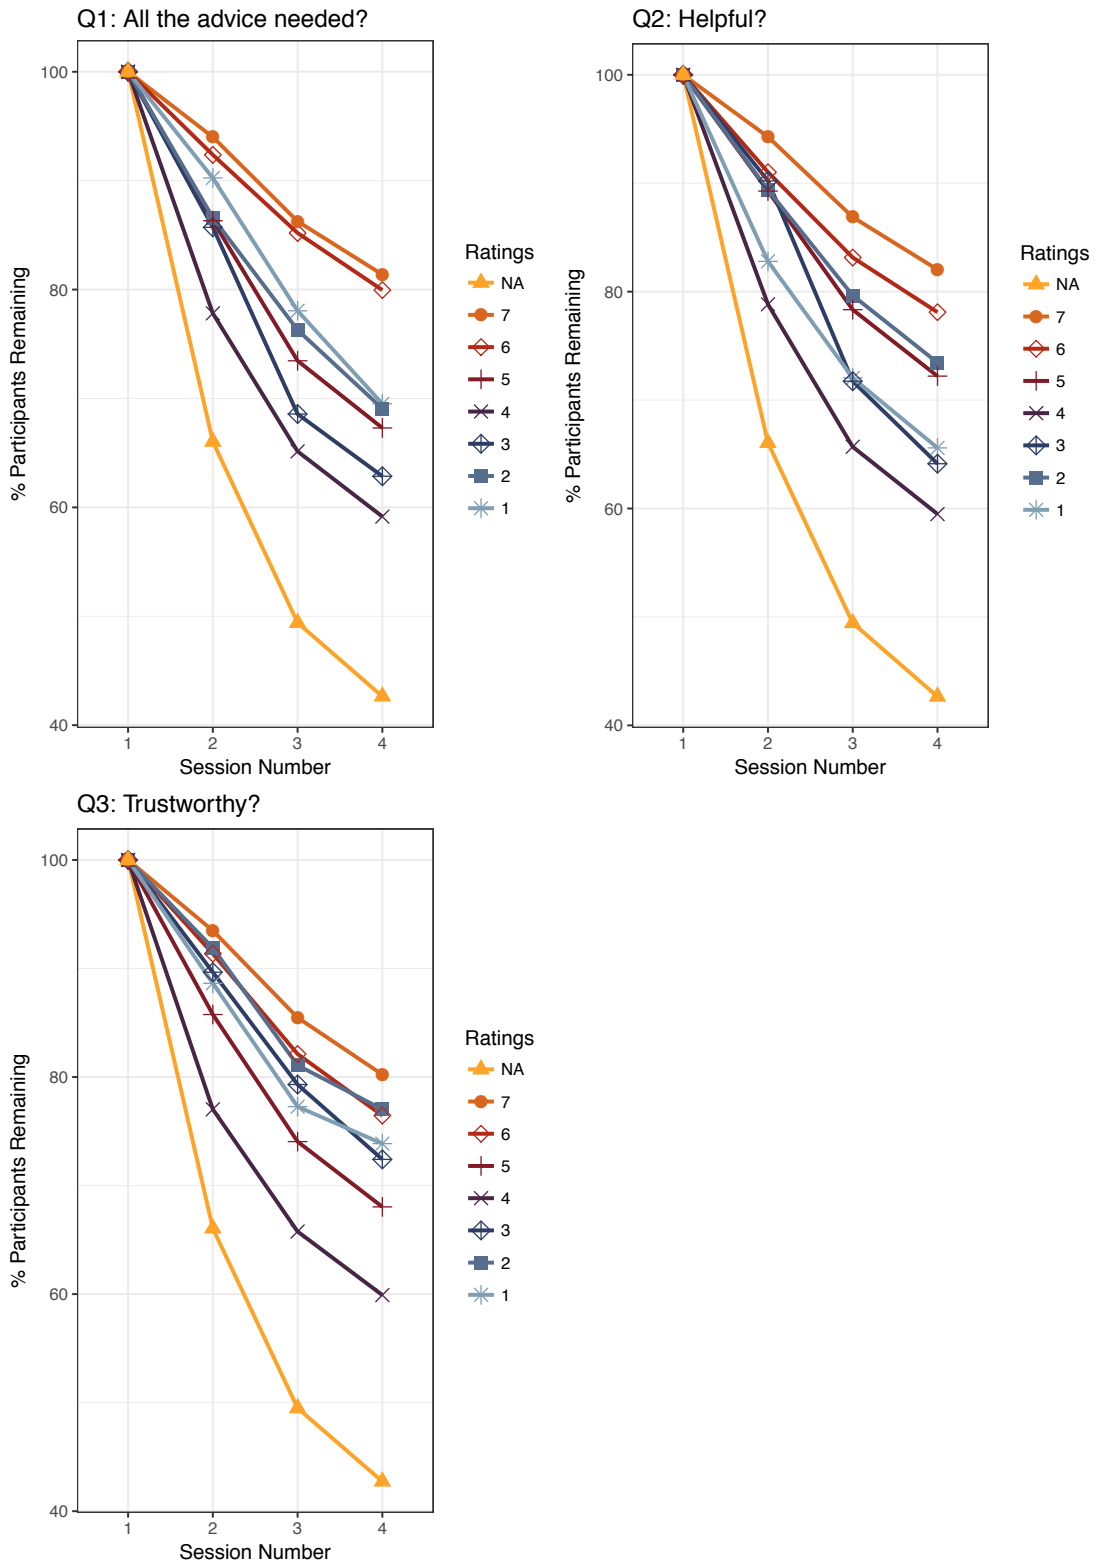 Q1: All the advice needed?
100
80
60
40
% Participants Remaining
1 2 3 4
Session Number
Ratings
NA
7
6
5
4
3
2
1
Q2: Helpful?
100
80
60
40
% Participants Remaining
1 2 3 4
Session Number
Ratings
NA
7
6
5
4
3
2
1
Q3: Trustworthy?
100
80
60
40
% Participants Remaining
1 2 3 4
Session Number
Ratings
NA
7
6
5
4
3
2
1